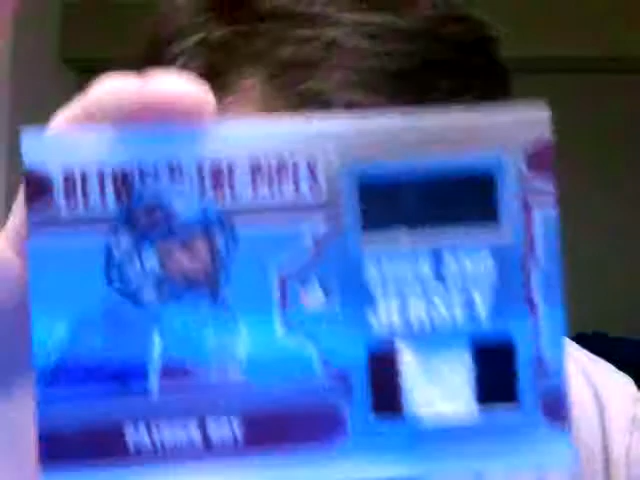 BETWEEN THE PIPES
STICK AND
JERSEY
PATRICK ROY